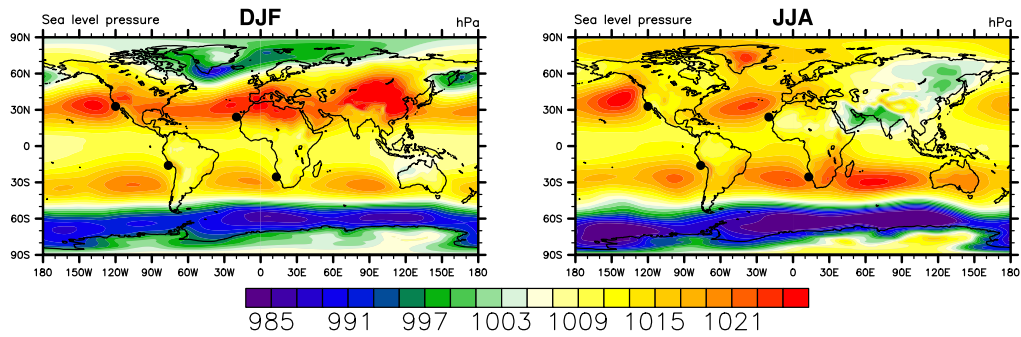 Sea level pressure DJF hPa
Sea level pressure JJA hPa
90N
60N
30N
0
30S
60S
90S
180 150W 120W 90W 60W 30W 0 30E 60E 90E 120E 150E 180
90N
60N
30N
0
30S
60S
90S
180 150W 120W 90W 60W 30W 0 30E 60E 90E 120E 150E 180
985 991 997 1003 1009 1015 1021